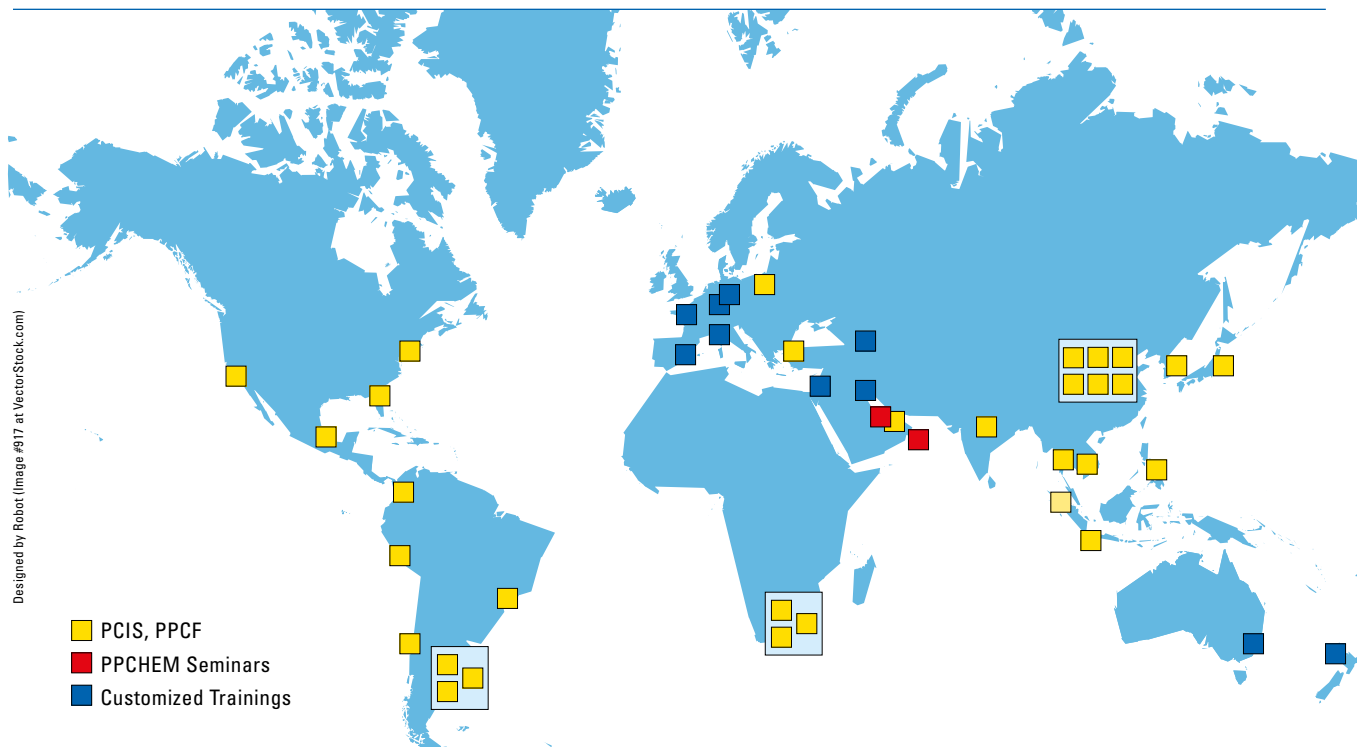 Designed by Robot (Image #917 at VectorStock.com)
PCIS, PPCF
PPCHEM Seminars
Customized Trainings